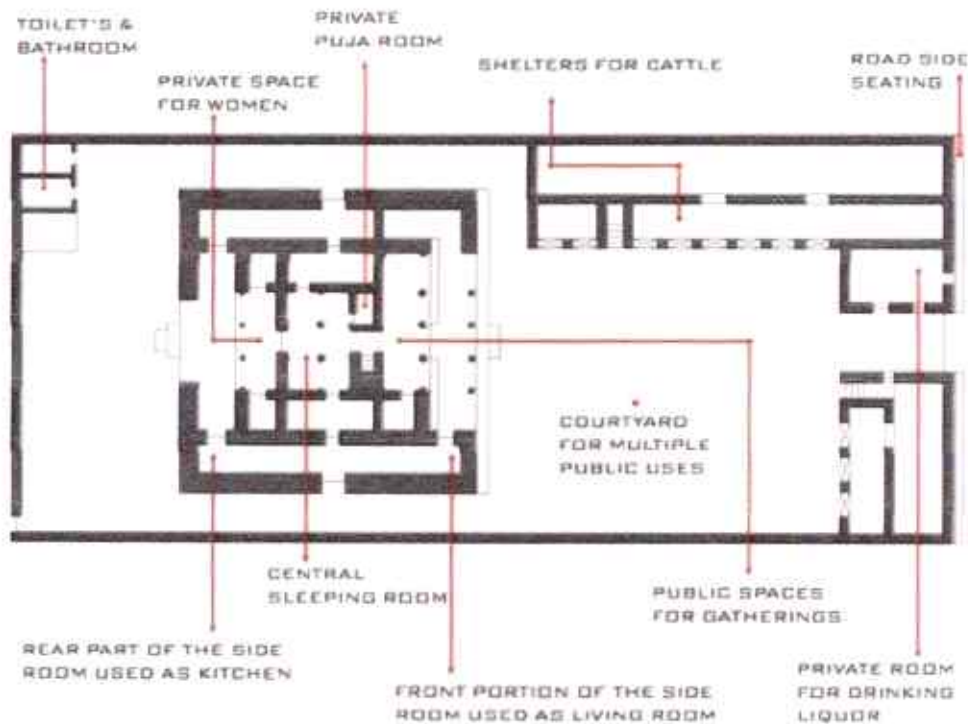 TOILET'S &
BATHROOM
PRIVATE
PUJA ROOM
PRIVATE SPACE
FOR WOMEN
SHELTERS FOR CATTLE
ROAD SIDE
SEATING
COURTYARD
FOR MULTIPLE
PUBLIC USES
CENTRAL
SLEEPING ROOM
PUBLIC SPACES
FOR GATHERINGS
REAR PART OF THE SIDE
ROOM USED AS KITCHEN
FRONT PORTION OF THE SIDE
ROOM USED AS LIVING ROOM
PRIVATE ROOM
FOR DRINKING
LIQUOR